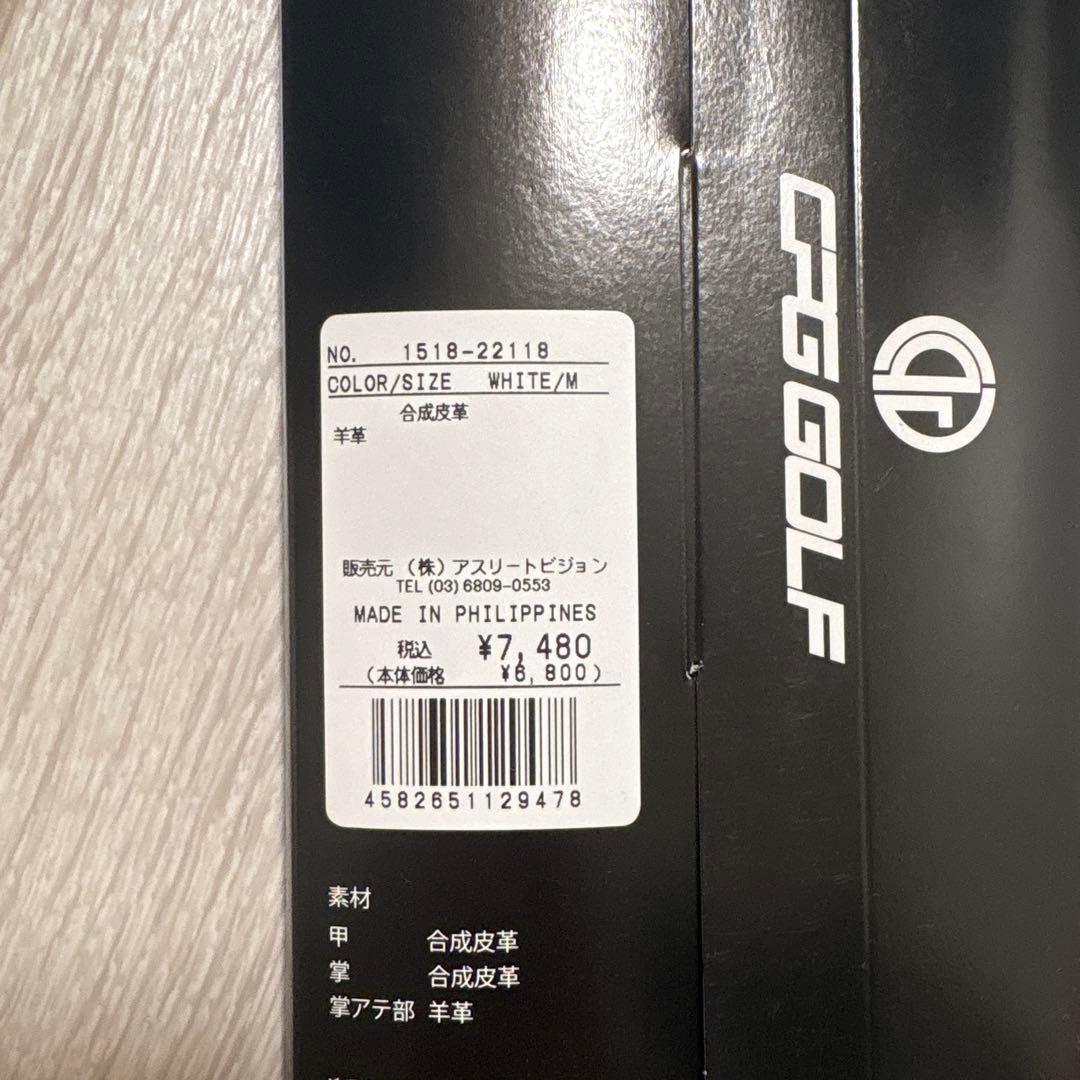 NO. 1518-22118
COLOR/SIZE WHITE/M
合成皮革
羊革
販売元 (株) アスリートビジョン
TEL (03) 6809-0553
MADE IN PHILIPPINES
税込 ¥7,480
(本体価格 ¥6,800)
4582651129478
素材
甲 合成皮革
掌 合成皮革
掌アテ部 羊革
GOLF